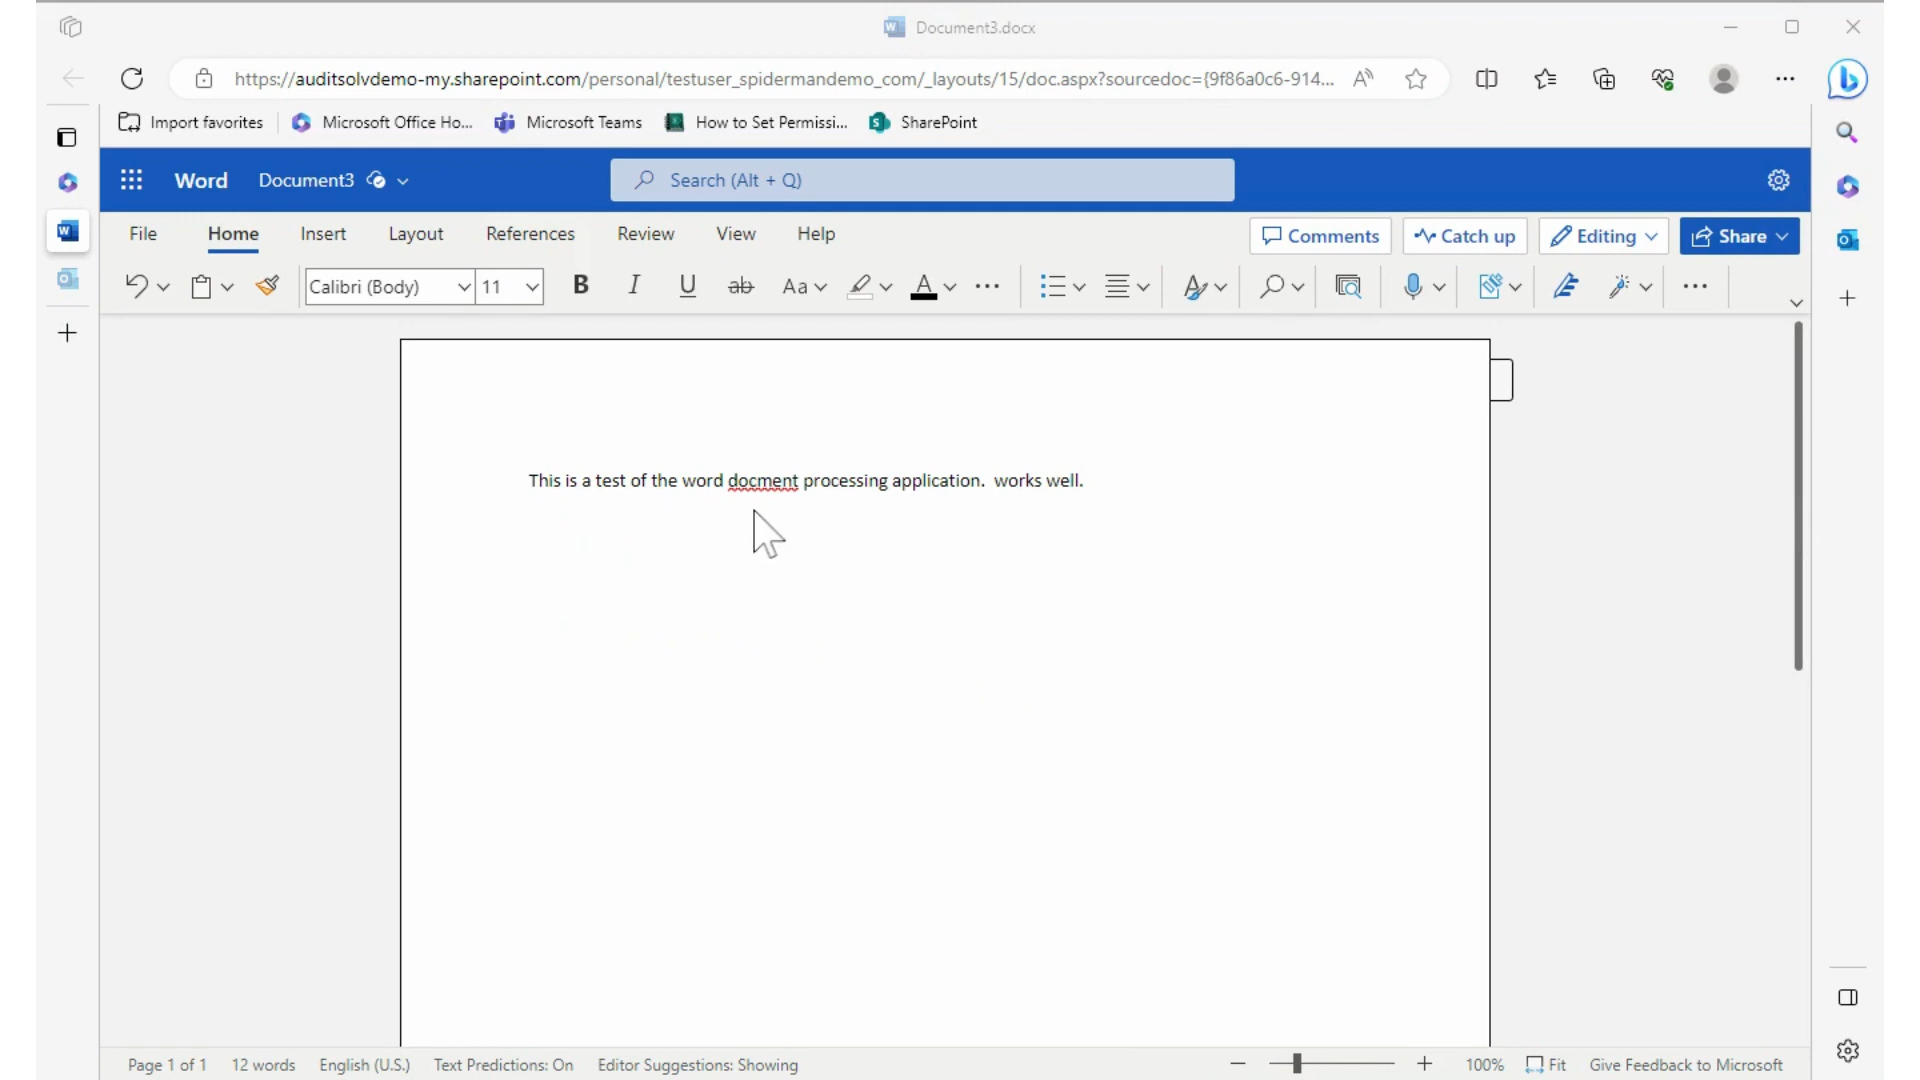 Document3.docx
https://auditsolvdemo-my.sharepoint.com/personal/testuser_spidermandemo_com/_layouts/15/doc.aspx?sourcedoc={9f86a0c6-914...
Import favorites Microsoft Office Ho... Microsoft Teams How to Set Permissi... SharePoint
Word Document3 Search (Alt + Q)
File Home Insert Layout References Review View Help Comments Catch up Editing Share
Calibri (Body) 11 B I U ab Aa A
This is a test of the word docment processing application.  works well.
Page 1 of 1 12 words English (U.S.) Text Predictions: On Editor Suggestions: Showing 100% Fit Give Feedback to Microsoft